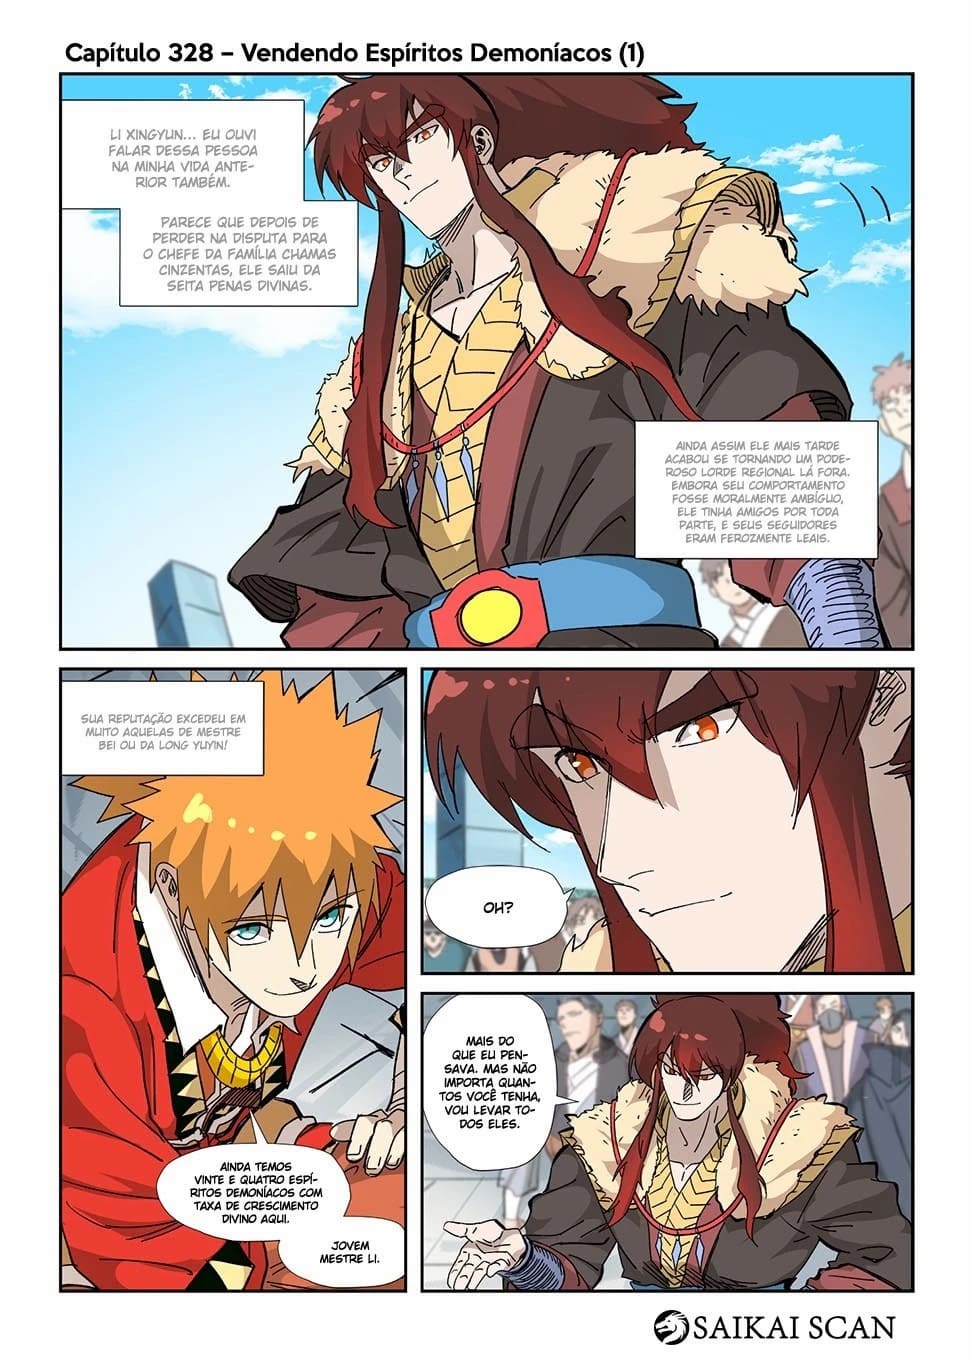 Capítulo 328 – Vendendo Espíritos Demoníacos (1)
LI XINGYUN... EU OUVI
FALAR DESSA PESSOA
NA MINHA VIDA ANTE-
RIOR TAMBÉM.
PARECE QUE DEPOIS DE
PERDER NA DISPUTA PARA
O CHEFE DA FAMÍLIA CHAMAS
CINZENTAS, ELE SAIU DA
SEITA PENAS DIVINAS.
AINDA ASSIM ELE MAIS TARDE
ACABOU SE TORNANDO UM PODE-
ROSO LORDE REGIONAL LÁ FORA.
EMBORA SEU COMPORTAMENTO
FOSSE MORALMENTE AMBÍGUO,
ELE TINHA AMIGOS POR TODA
PARTE, E SEUS SEGUIDORES
ERAM FEROZMENTE LEAIS.
SUA REPUTAÇÃO EXCEDEU EM
MUITO AQUELAS DE MESTRE
BEI OU DA LONG YUYIN!
AINDA TEMOS
VINTE E QUATRO ESPÍ-
RITOS DEMONÍACOS COM
TAXA DE CRESCIMENTO
DIVINO AQUI.
JOVEM
MESTRE LI.
OH?
MAIS DO
QUE EU PEN-
SAVA. MAS NÃO
IMPORTA QUAN-
TOS VOCÊ TENHA,
VOU LEVAR TO-
DOS ELES.
SAIKAI SCAN